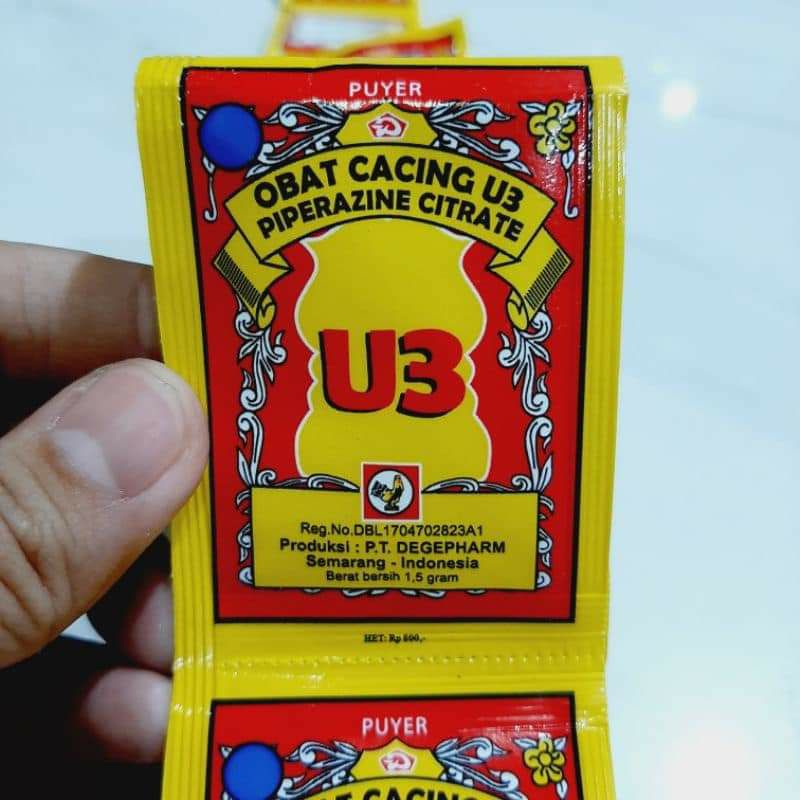 PUYER
OBAT CACING U3
PIPERAZINE CITRATE
U3
Reg.No.DBL1704702823A1
Produksi : P.T. DEGEPHARM
Semarang - Indonesia
Berat bersih 1,5 gram
HET: Rp 800,-
PUYER